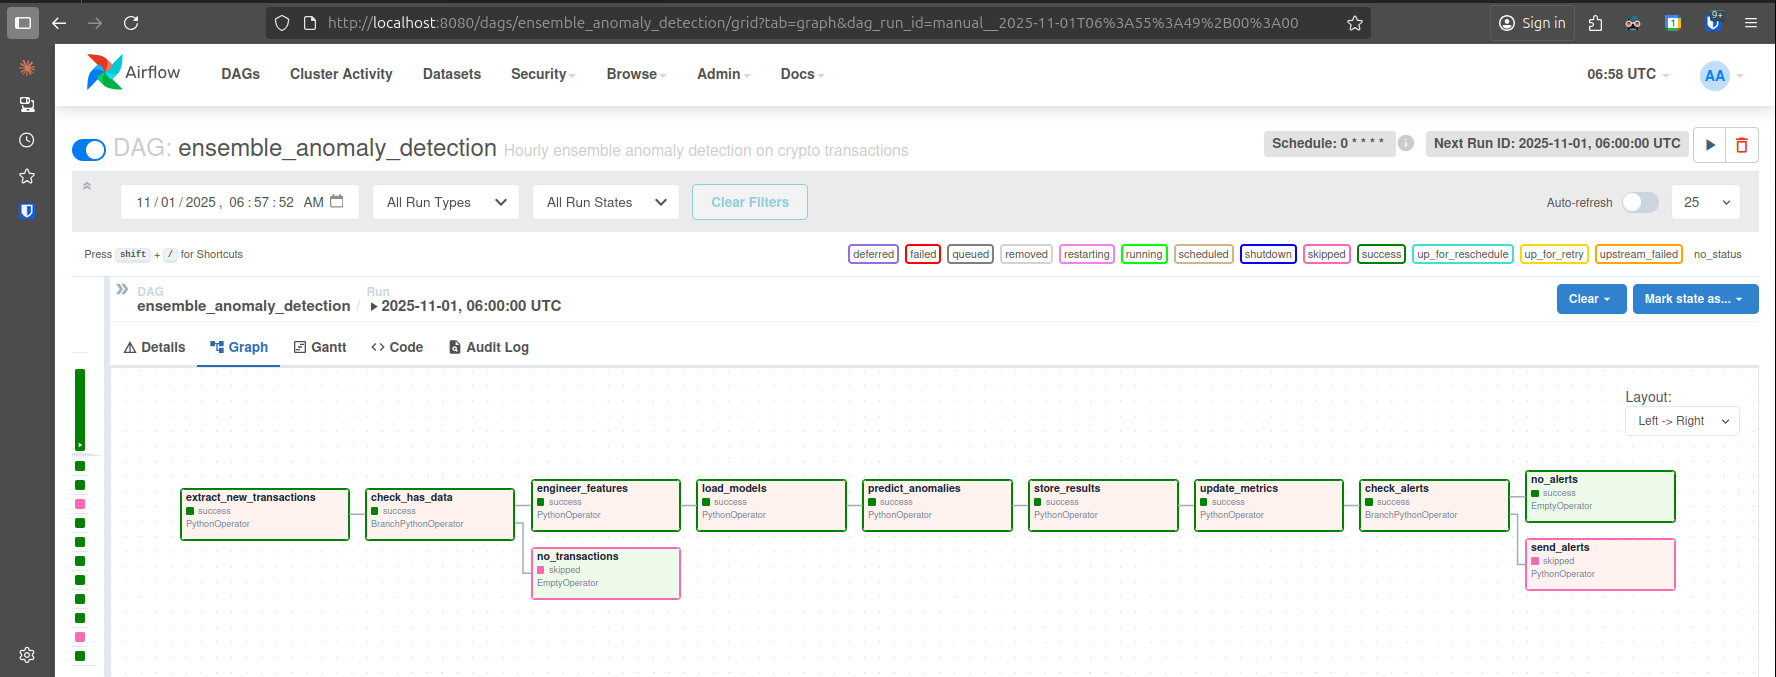 http://localhost:8080/dags/ensemble_anomaly_detection/grid?tab=graph&dag_run_id=manual__2025-11-01T06%3A55%3A49%2B00%3A00
Sign in
1
9+
Airflow DAGs Cluster Activity Datasets Security Browse Admin Docs 06:58 UTC AA
DAG: ensemble_anomaly_detection Hourly ensemble anomaly detection on crypto transactions
Schedule: 0 * * * * i Next Run ID: 2025-11-01, 06:00:00 UTC
11/01/2025, 06:57:52 AM All Run Types All Run States Clear Filters Auto-refresh 25
Press shift + / for Shortcuts
deferred failed queued removed restarting running scheduled shutdown skipped success up_for_reschedule up_for_retry upstream_failed no_status
DAG
ensemble_anomaly_detection /
Run
2025-11-01, 06:00:00 UTC
Clear Mark state as...
Details Graph Gantt <> Code Audit Log
Layout:
Left -> Right
extract_new_transactions
success
PythonOperator
check_has_data
success
BranchPythonOperator
engineer_features
success
PythonOperator
no_transactions
skipped
EmptyOperator
load_models
success
PythonOperator
predict_anomalies
success
PythonOperator
store_results
success
PythonOperator
update_metrics
success
PythonOperator
check_alerts
success
BranchPythonOperator
no_alerts
success
EmptyOperator
send_alerts
skipped
PythonOperator